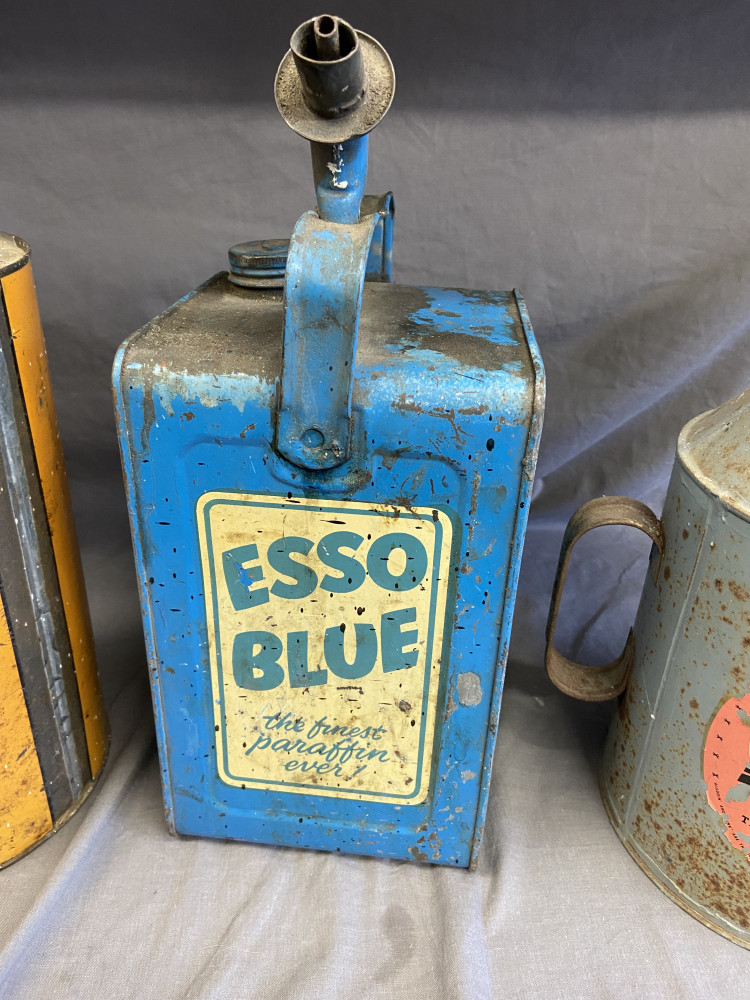 ESSO
BLUE
the finest
paraffin
ever!